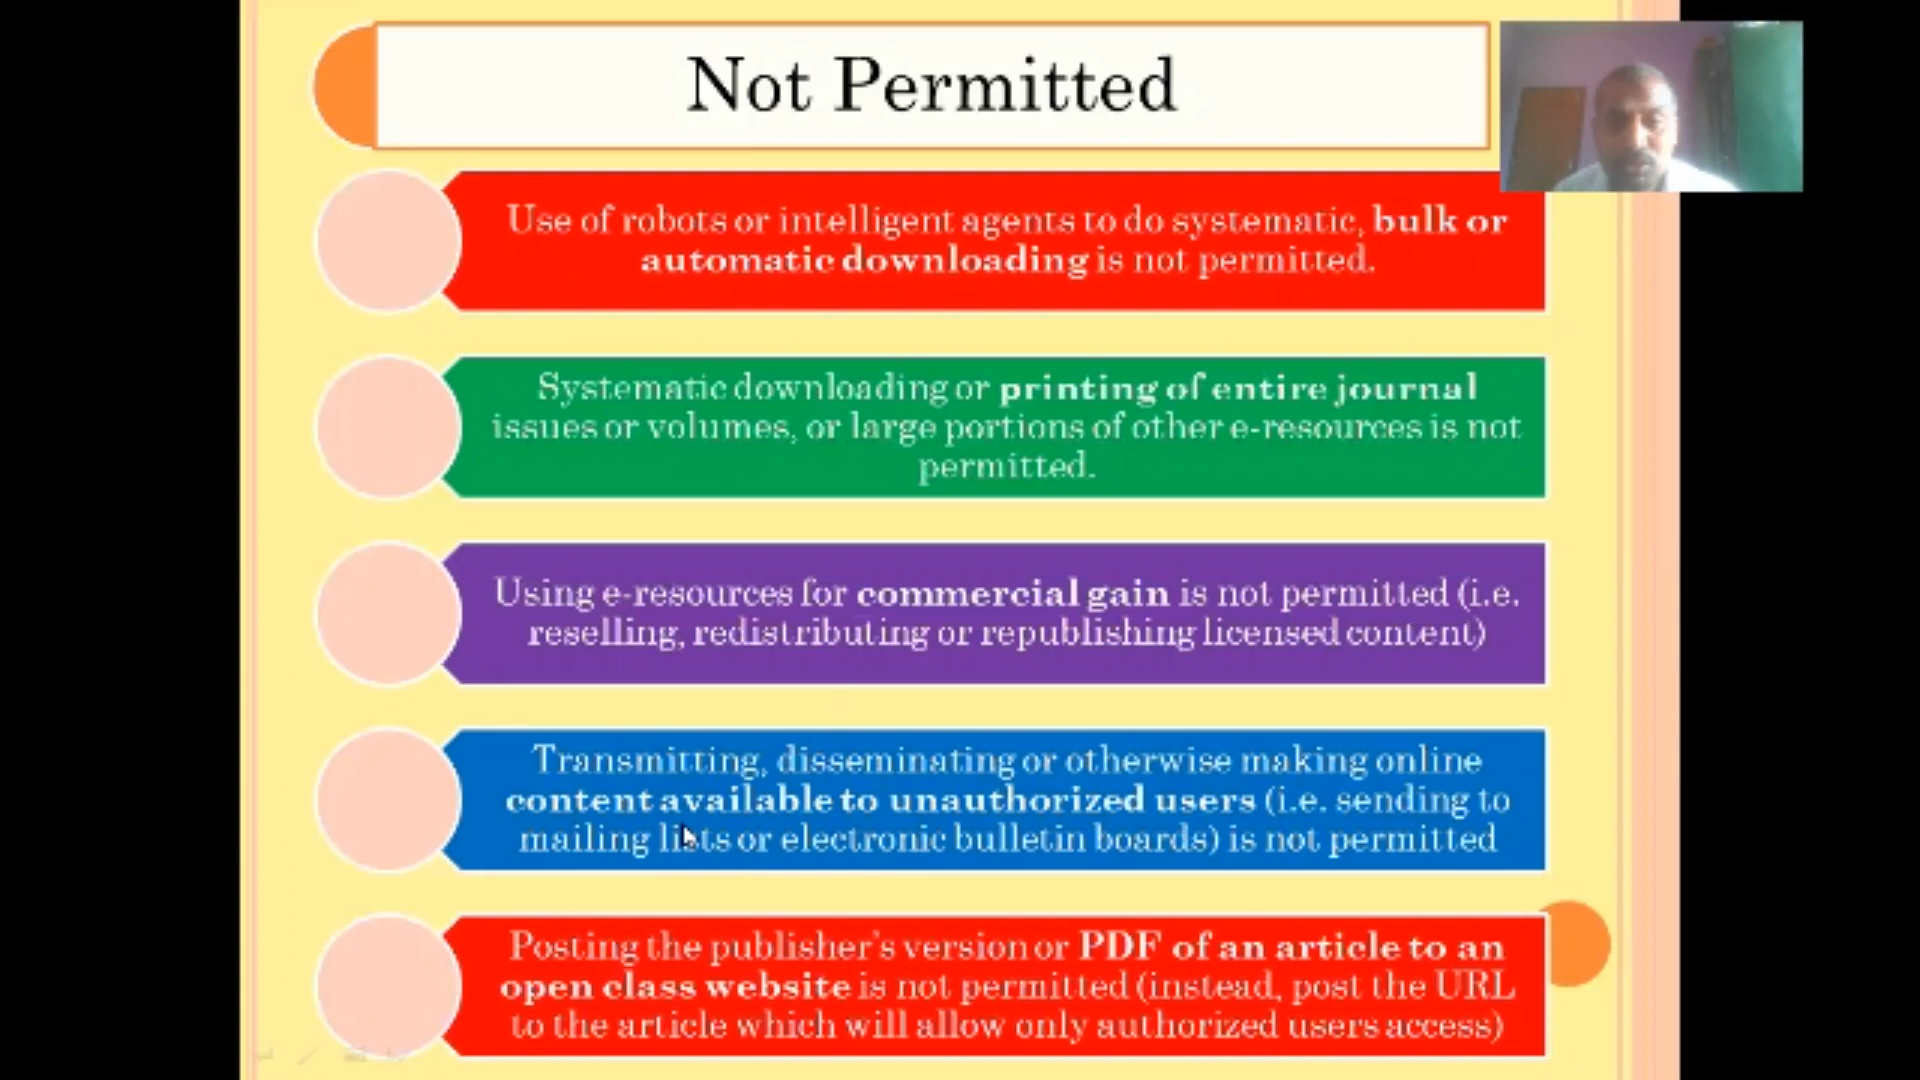 Not Permitted
Use of robots or intelligent agents to do systematic, bulk or
automatic downloading is not permitted.
Systematic downloading or printing of entire journal
issues or volumes, or large portions of other e-resources is not
permitted.
Using e-resources for commercial gain is not permitted (i.e.
reselling, redistributing or republishing licensed content)
Transmitting, disseminating or otherwise making online
content available to unauthorized users (i.e. sending to
mailing lists or electronic bulletin boards) is not permitted
Posting the publisher's version or PDF of an article to an
open class website is not permitted (instead, post the URL
to the article which will allow only authorized users access)